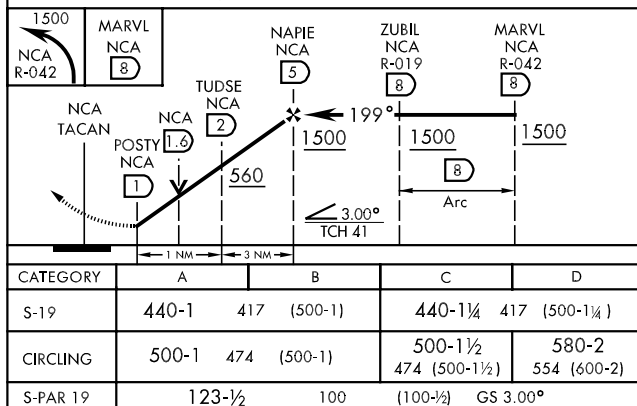 1500
NCA
R-042
MARVL
NCA
8
NCA
TACAN
POSTY
NCA
1
NCA
1.6
TUDSE
NCA
2
NAPIE
NCA
5
ZUBIL
NCA
R-019
8
MARVL
NCA
R-042
8
199°
1500
1500
1500
560
8
Arc
3.00°
TCH 41
1 NM
3 NM
CATEGORY A B C D
S-19 440-1 417 (500-1) 440-1¼ 417 (500-1¼)
CIRCLING 500-1 474 (500-1) 500-1½ 474 (500-1½) 580-2 554 (600-2)
S-PAR 19 123-½ 100 (100-½) GS 3.00°